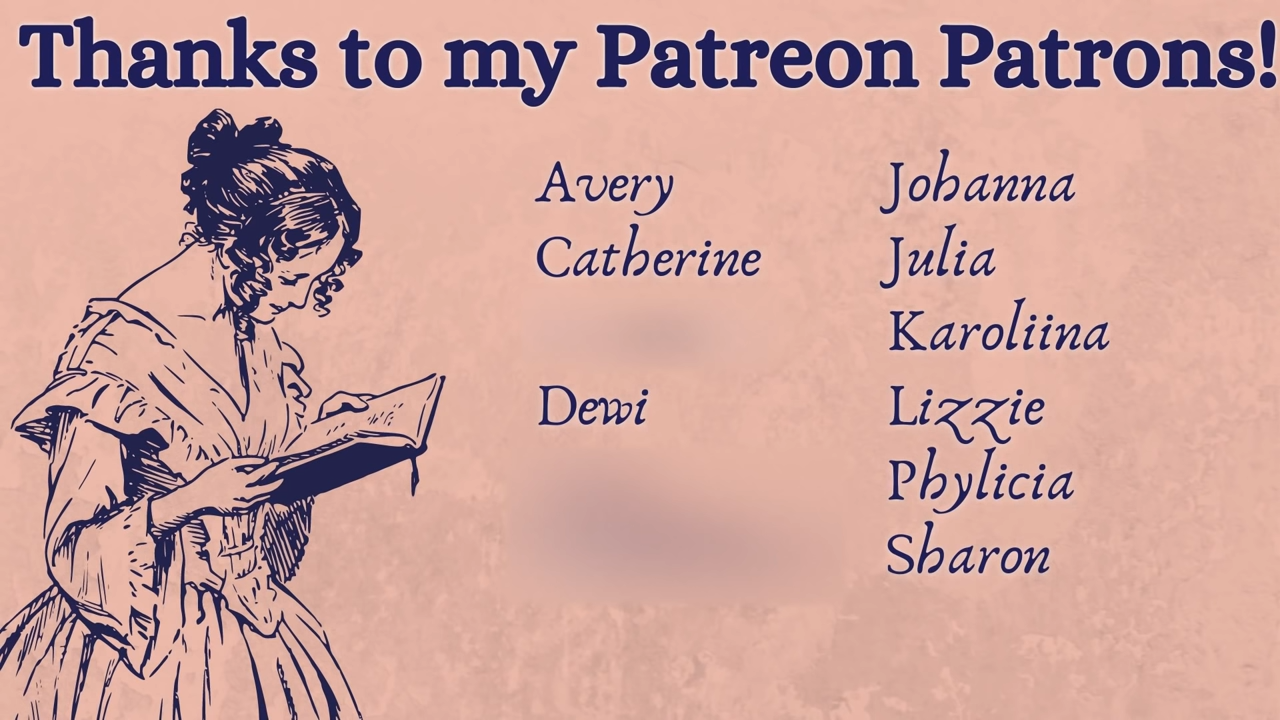 Thanks to my Patreon Patrons!
Avery
Catherine
Dewi
Johanna
Julia
Karoliina
Lizzie
Phylicia
Sharon